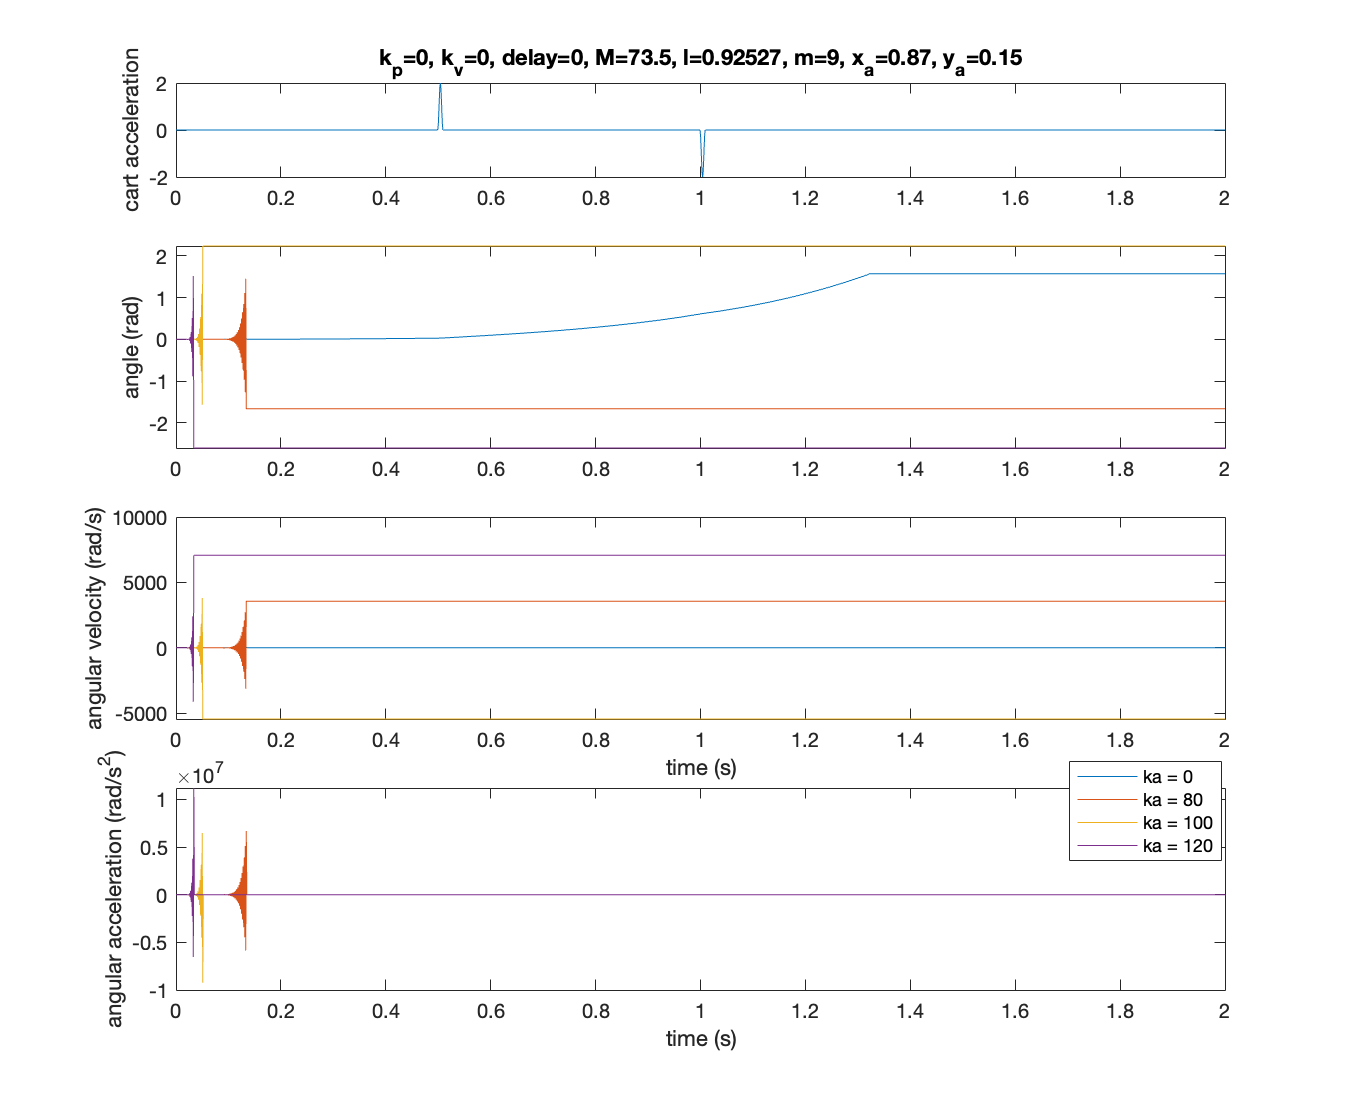 k_p=0, k_v=0, delay=0, M=73.5, l=0.92527, m=9, x_a=0.87, y_a=0.15
cart acceleration
2
0
-2
0 0.2 0.4 0.6 0.8 1 1.2 1.4 1.6 1.8 2
angle (rad)
2
1
0
-1
-2
0 0.2 0.4 0.6 0.8 1 1.2 1.4 1.6 1.8 2
angular velocity (rad/s)
10000
5000
0
-5000
0 0.2 0.4 0.6 0.8 1 1.2 1.4 1.6 1.8 2
time (s)
angular acceleration (rad/s^2)
×10^7
1
0.5
0
-0.5
-1
0 0.2 0.4 0.6 0.8 1 1.2 1.4 1.6 1.8 2
time (s)
ka = 0
ka = 80
ka = 100
ka = 120